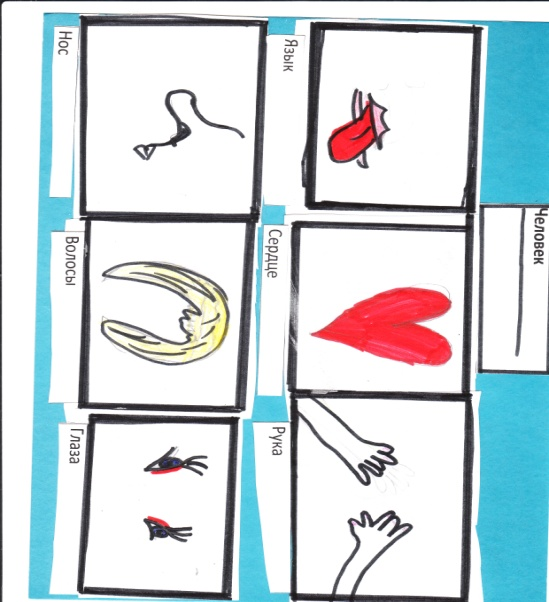 Человек
Язык
Сердце
Рука
Нос
Волосы
Глаза